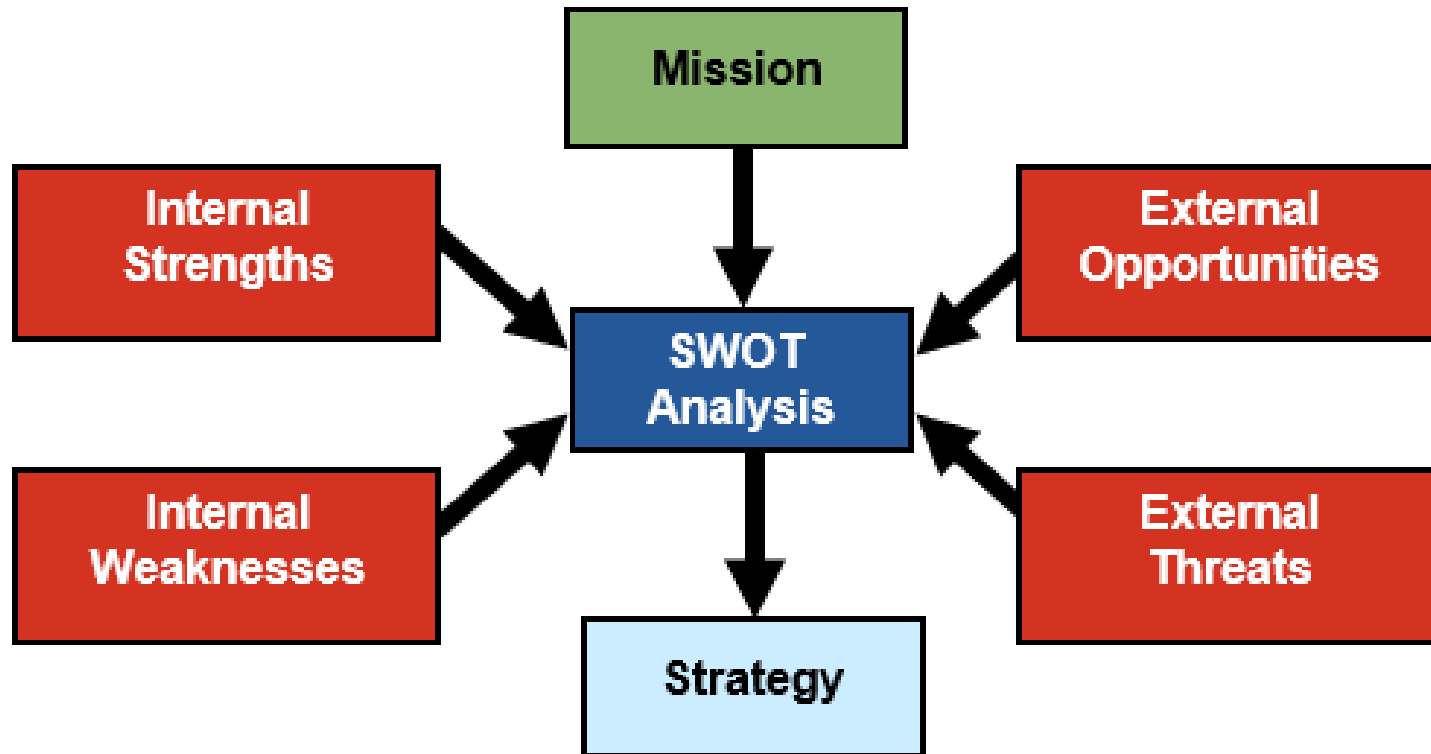 Mission
Internal
Strengths
External
Opportunities
SWOT
Analysis
Internal
Weaknesses
External
Threats
Strategy